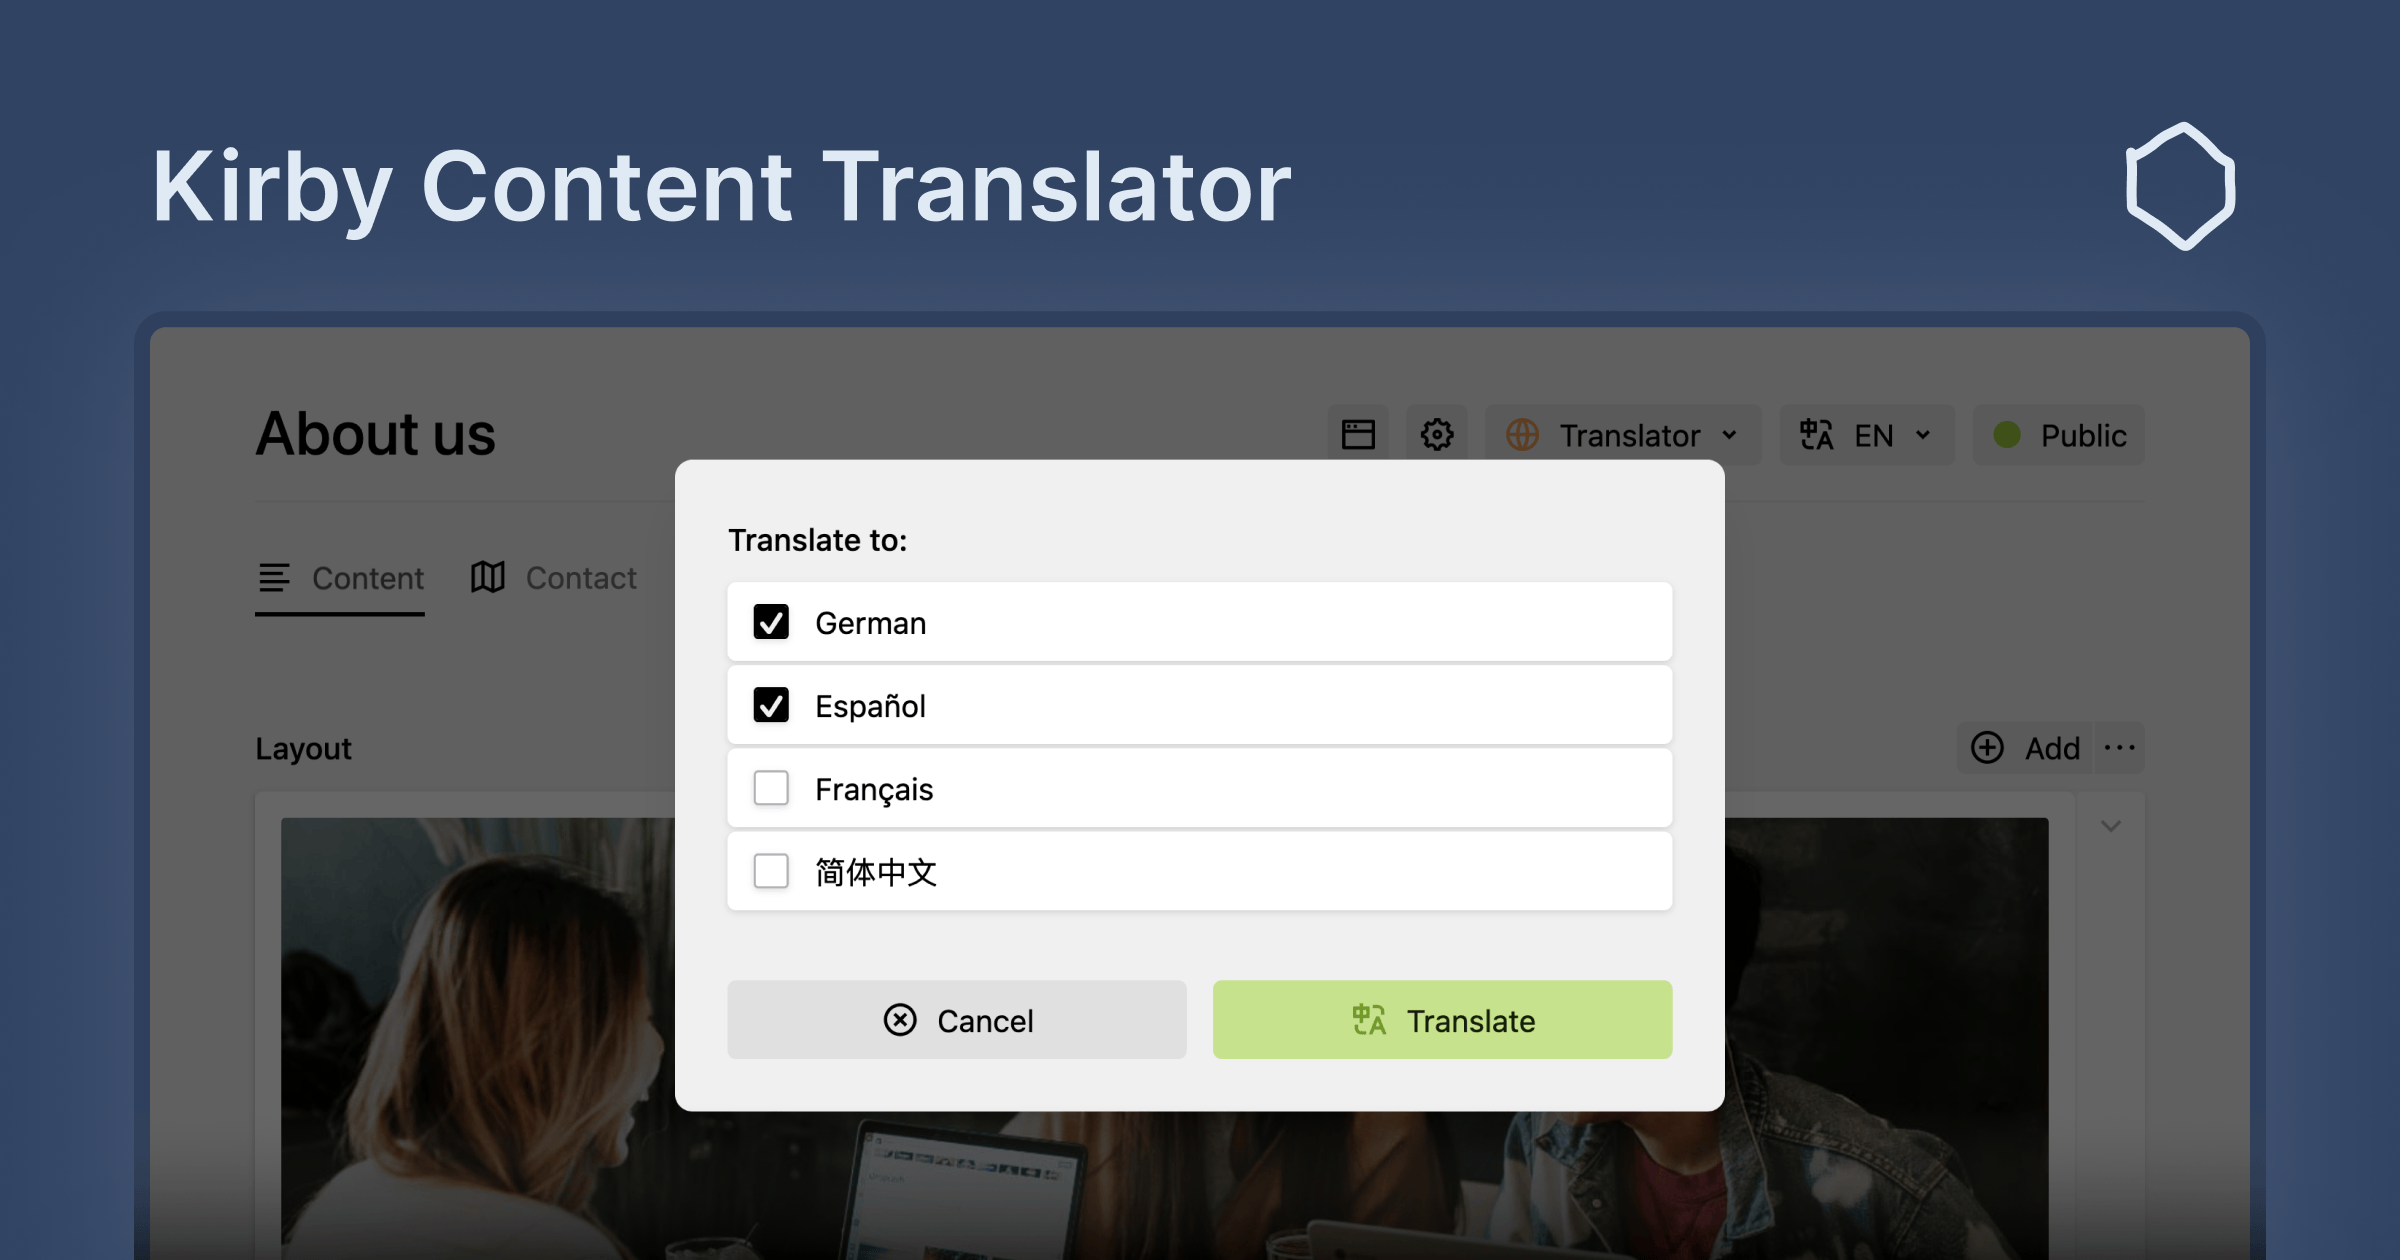 Kirby Content Translator
About us
Translator
EN
Public
Content
Contact
Translate to:
German
Español
Français
简体中文
Layout
Add
Cancel
Translate